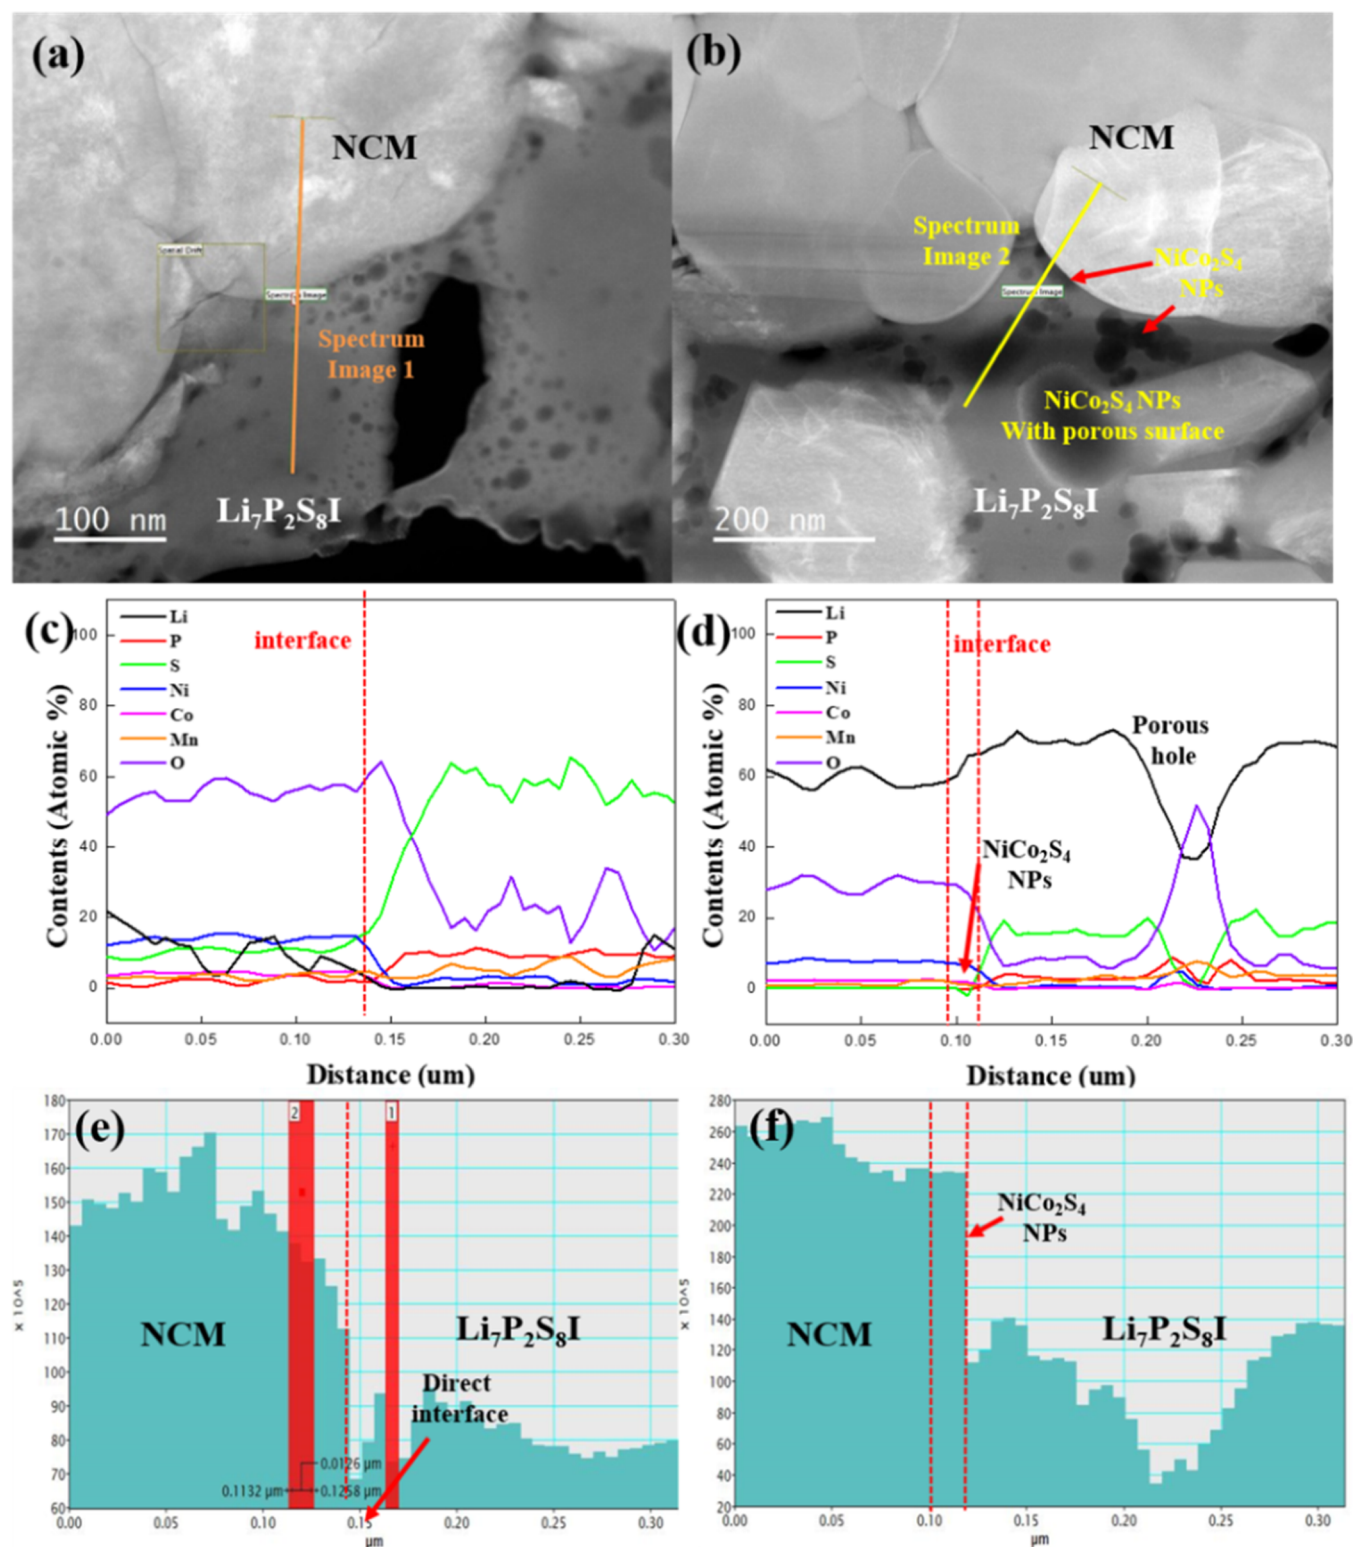 (a)
NCM
Spatial Drift
Spectrum Image
Spectrum
Image 1
Li₇P₂S₈I
100 nm
(b)
NCM
Spectrum
Image 2
NiCo₂S₄
NPs
Spectrum Image
NiCo₂S₄ NPs
With porous surface
Li₇P₂S₈I
200 nm
(c)
Contents (Atomic %)
100
80
60
40
20
0
Li
P
S
Ni
Co
Mn
O
interface
0.00 0.05 0.10 0.15 0.20 0.25 0.30
Distance (um)
(d)
Contents (Atomic %)
100
80
60
40
20
0
Li
P
S
Ni
Co
Mn
O
interface
Porous
hole
NiCo₂S₄
NPs
0.00 0.05 0.10 0.15 0.20 0.25 0.30
Distance (um)
(e)
x 10^5
180
170
160
150
140
130
120
110
100
90
80
70
60
2
1
NCM
Li₇P₂S₈I
Direct
interface
0.0126 µm
0.1132 µm 0.1258 µm
0.00 0.05 0.10 0.15 0.20 0.25 0.30
µm
(f)
x 10^5
280
260
240
220
200
180
160
140
120
100
80
60
40
20
NiCo₂S₄
NPs
NCM
Li₇P₂S₈I
0.00 0.05 0.10 0.15 0.20 0.25 0.30
µm